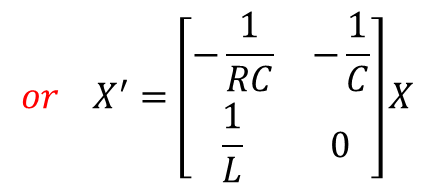 or X′ = [ −1/RC  −1/C ; 1/L  0 ] X